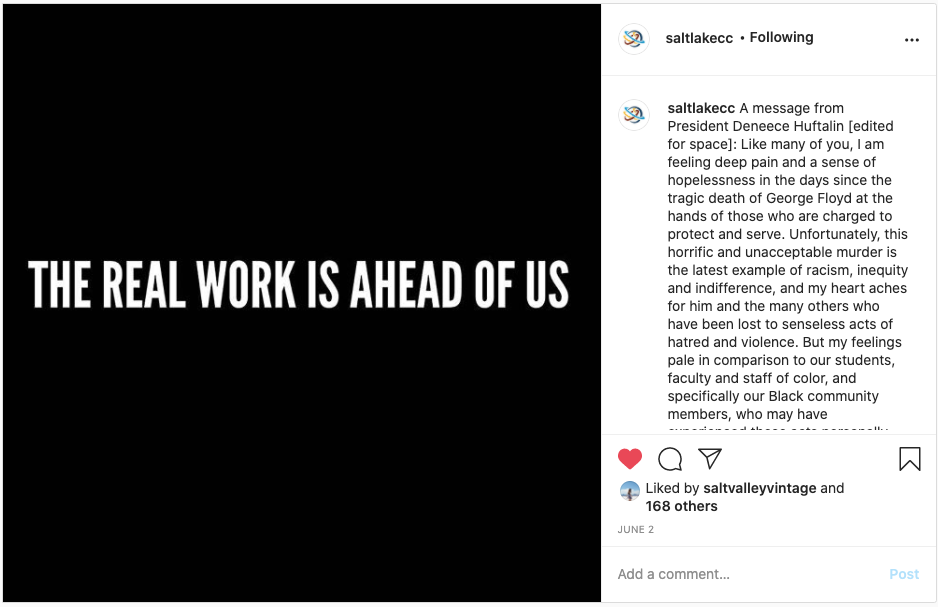 THE REAL WORK IS AHEAD OF US
saltlakecc • Following
saltlakecc A message from
President Deneece Huftalin [edited
for space]: Like many of you, I am
feeling deep pain and a sense of
hopelessness in the days since the
tragic death of George Floyd at the
hands of those who are charged to
protect and serve. Unfortunately, this
horrific and unacceptable murder is
the latest example of racism, inequity
and indifference, and my heart aches
for him and the many others who
have been lost to senseless acts of
hatred and violence. But my feelings
pale in comparison to our students,
faculty and staff of color, and
specifically our Black community
members, who may have
Liked by saltvalleyvintage and
168 others
JUNE 2
Add a comment... Post